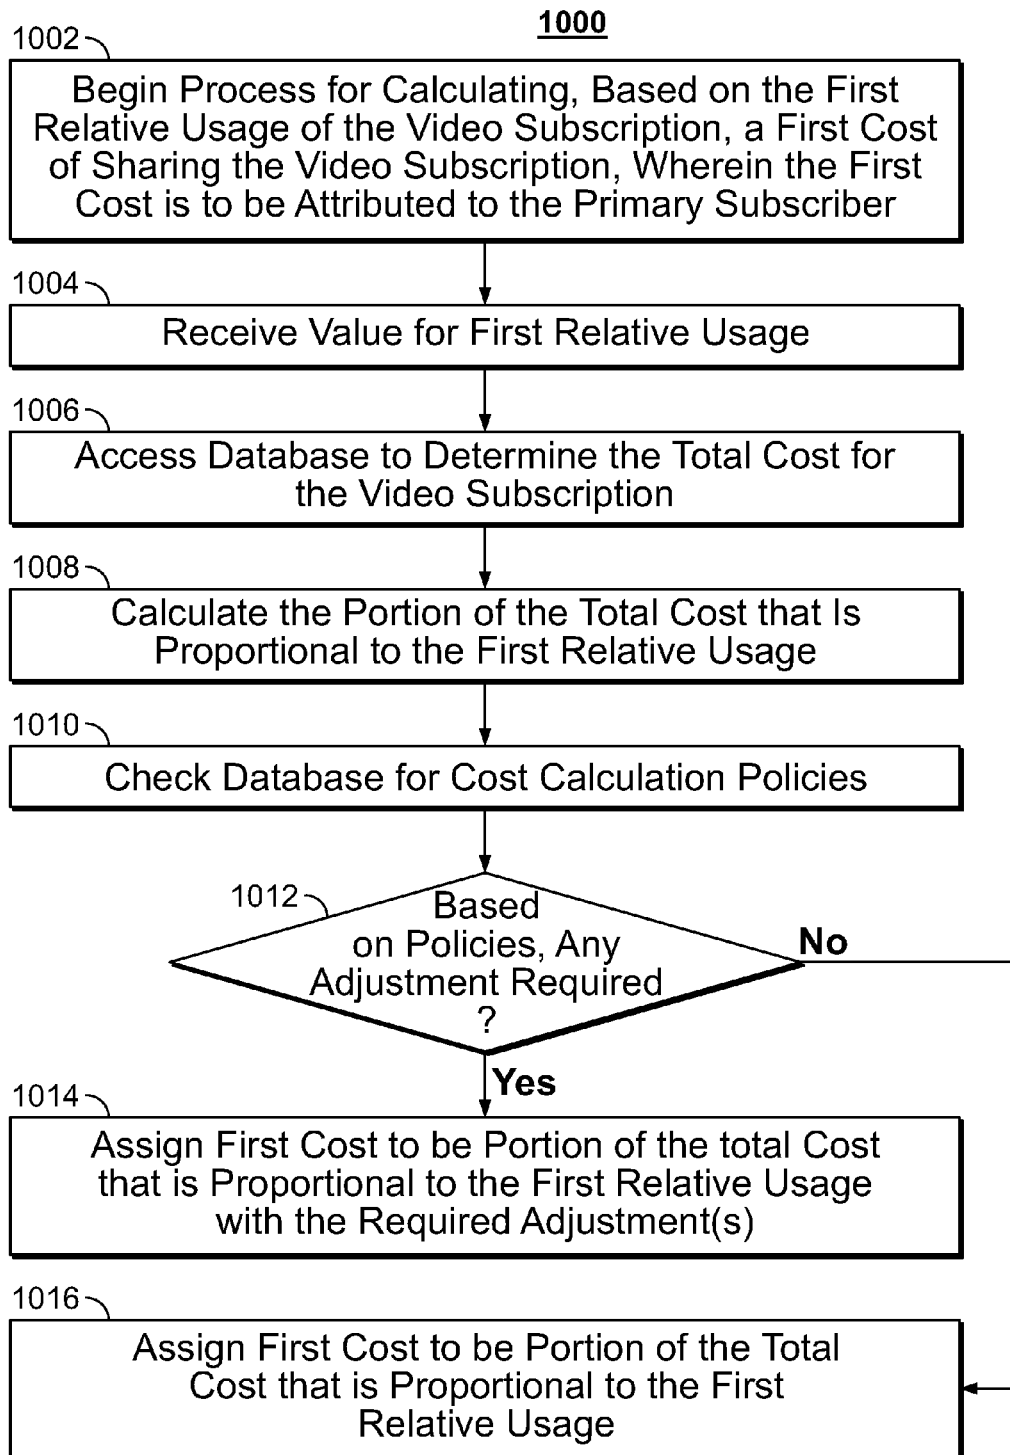 1000
1002
Begin Process for Calculating, Based on the First
Relative Usage of the Video Subscription, a First Cost
of Sharing the Video Subscription, Wherein the First
Cost is to be Attributed to the Primary Subscriber
1004
Receive Value for First Relative Usage
1006
Access Database to Determine the Total Cost for
the Video Subscription
1008
Calculate the Portion of the Total Cost that Is
Proportional to the First Relative Usage
1010
Check Database for Cost Calculation Policies
1012
Based
on Policies, Any
Adjustment Required
?
No
Yes
1014
Assign First Cost to be Portion of the total Cost
that is Proportional to the First Relative Usage
with the Required Adjustment(s)
1016
Assign First Cost to be Portion of the Total
Cost that is Proportional to the First
Relative Usage